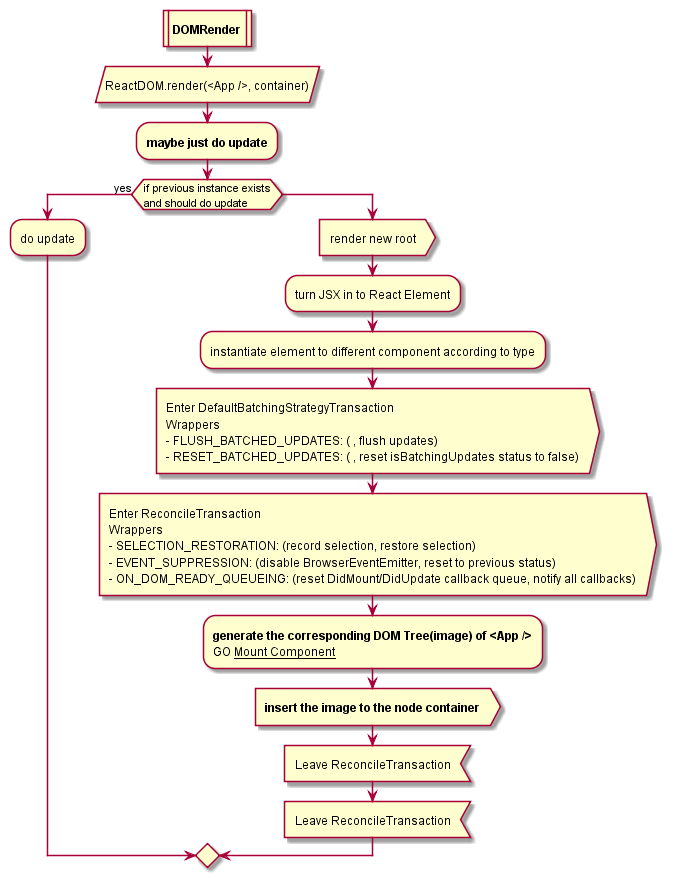 DOMRender
ReactDOM.render(<App />, container)
maybe just do update
yes
if previous instance exists
and should do update
do update
render new root
turn JSX in to React Element
instantiate element to different component according to type
Enter DefaultBatchingStrategyTransaction
Wrappers
- FLUSH_BATCHED_UPDATES: ( , flush updates)
- RESET_BATCHED_UPDATES: ( , reset isBatchingUpdates status to false)
Enter ReconcileTransaction
Wrappers
- SELECTION_RESTORATION: (record selection, restore selection)
- EVENT_SUPPRESSION: (disable BrowserEventEmitter, reset to previous status)
- ON_DOM_READY_QUEUEING: (reset DidMount/DidUpdate callback queue, notify all callbacks)
generate the corresponding DOM Tree(image) of <App />
GO Mount Component
insert the image to the node container
Leave ReconcileTransaction
Leave ReconcileTransaction